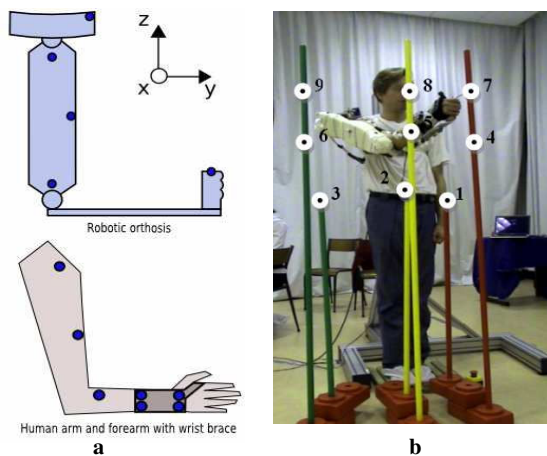 z
x
y
Robotic orthosis
Human arm and forearm with wrist brace
a
9
8
7
6
5
4
3
2
1
b